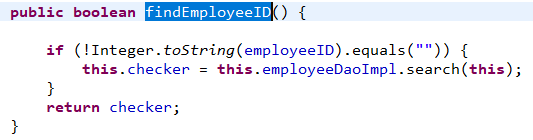 public boolean findEmployeeID() {
if (!Integer.toString(employeeID).equals("")) {
this.checker = this.employeeDaoImpl.search(this);
}
return checker;
}